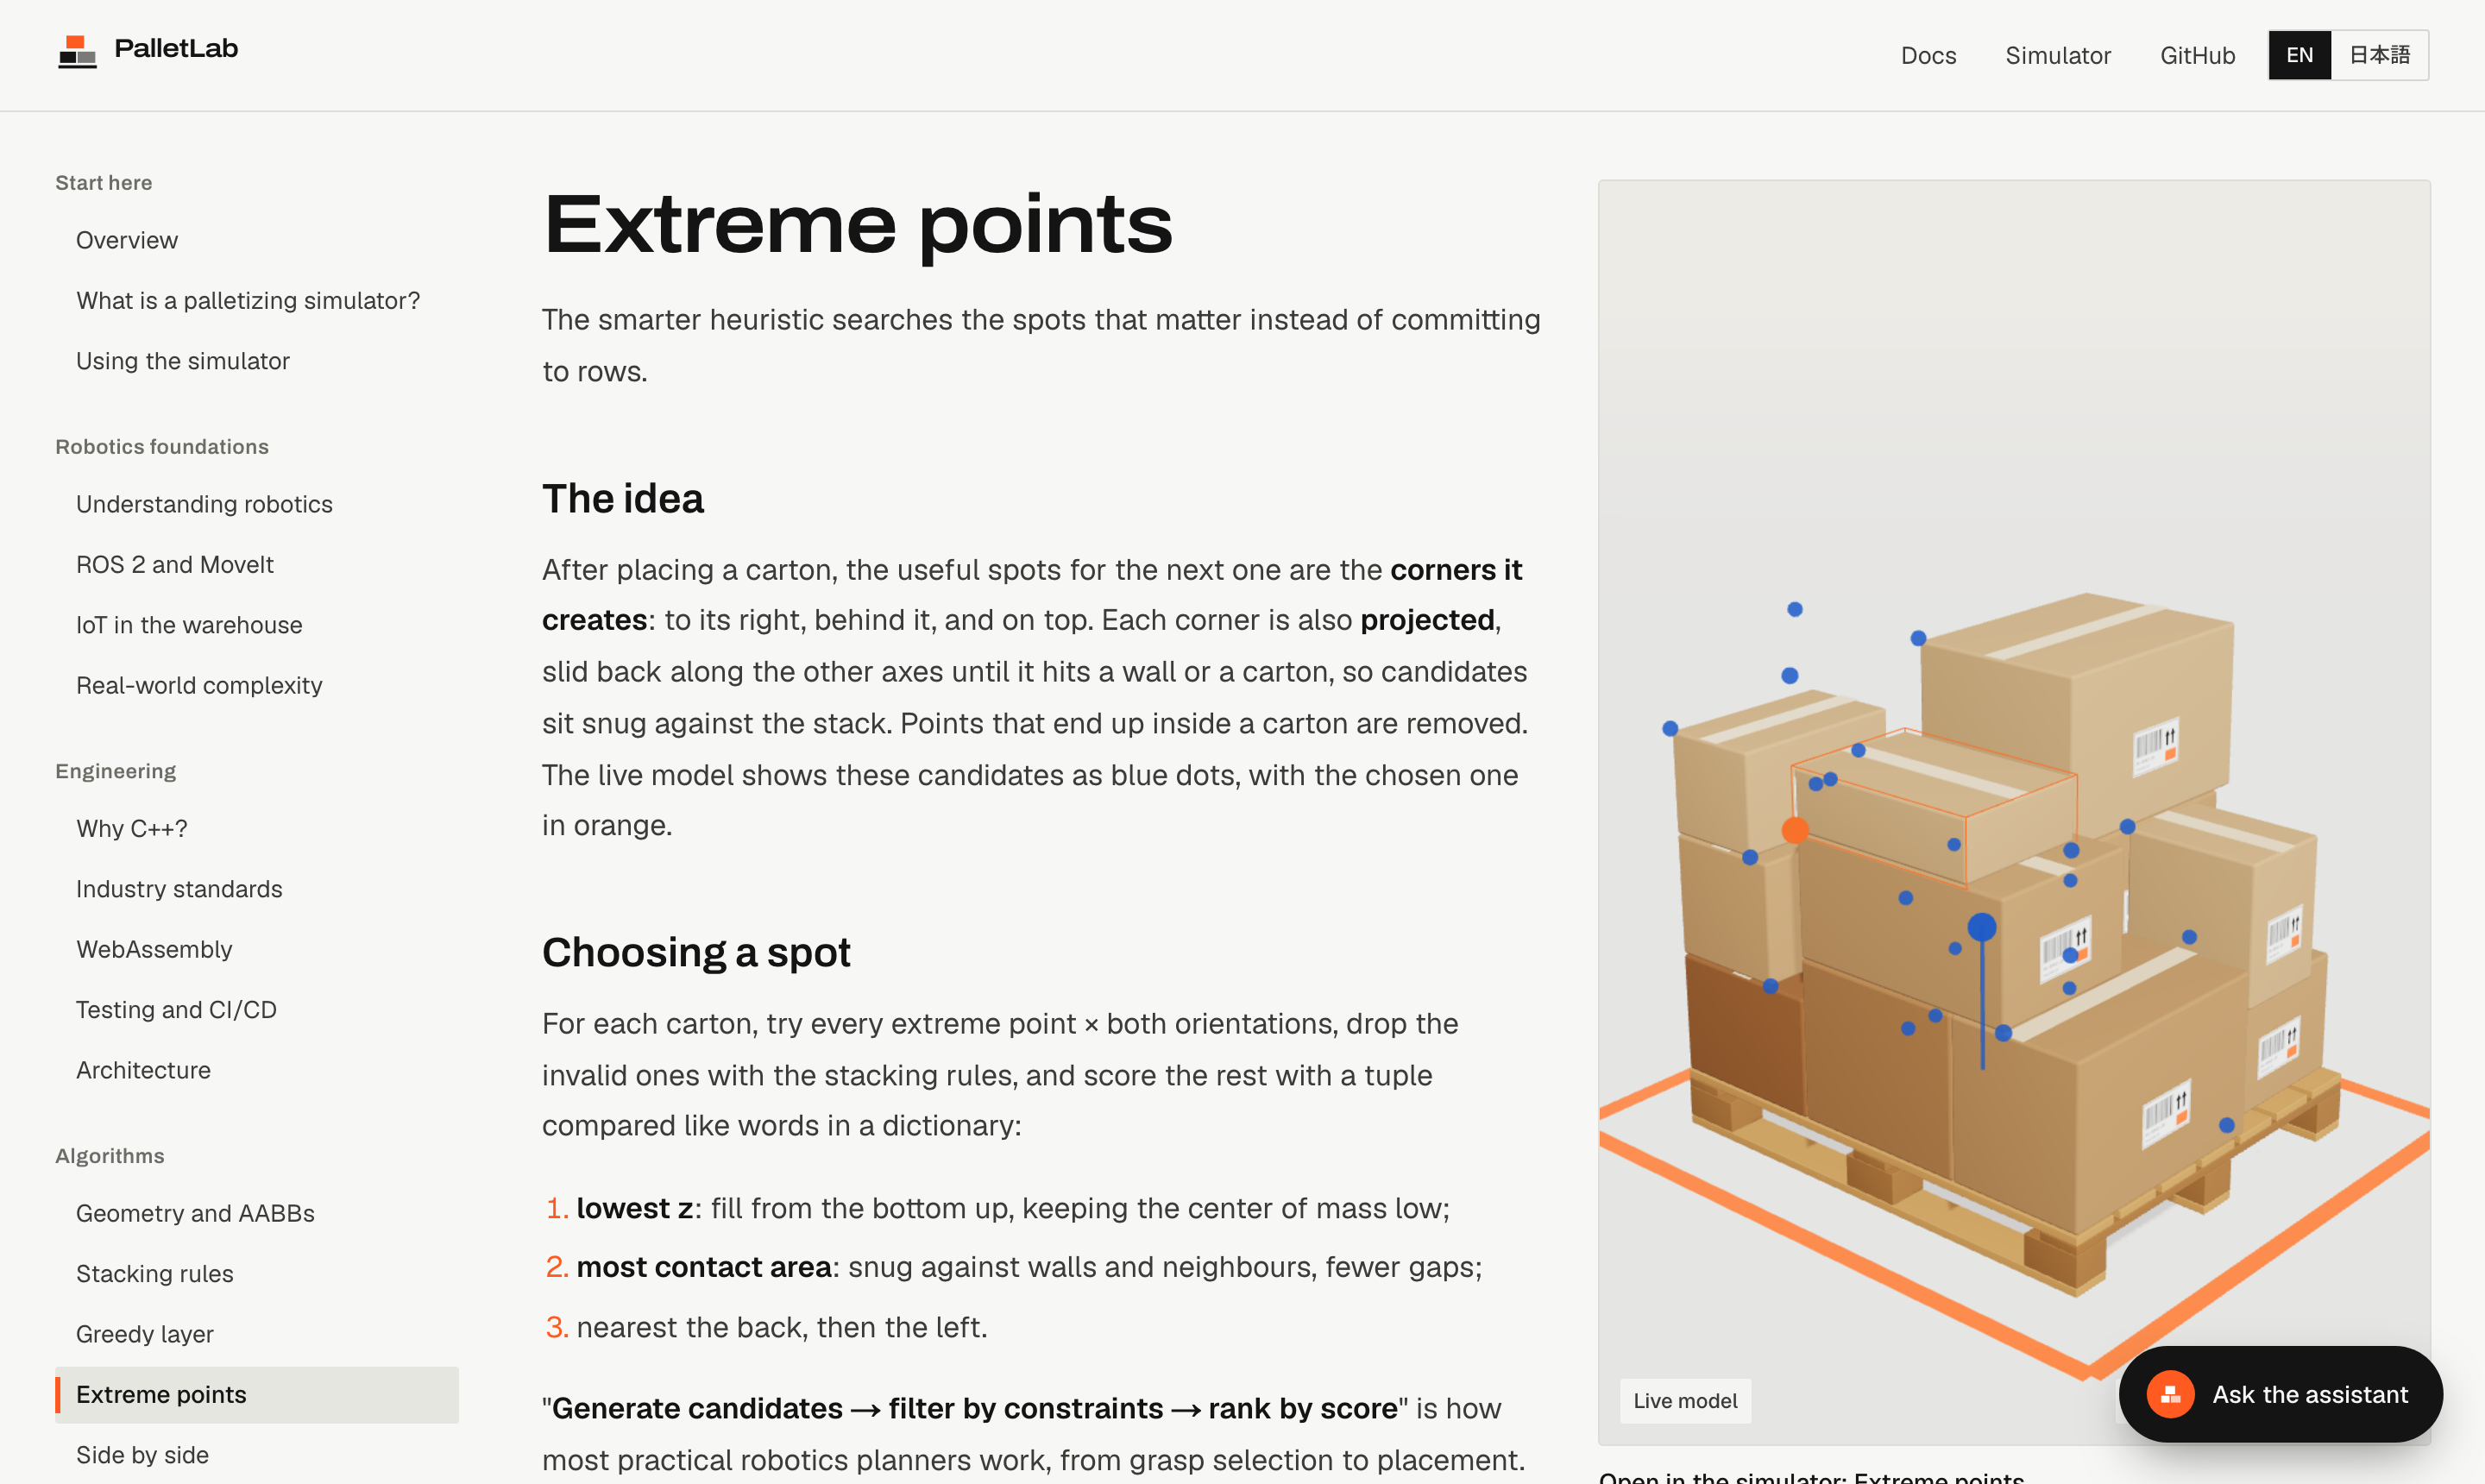 PalletLab
Docs
Simulator
GitHub
EN
日本語
Start here
Overview
What is a palletizing simulator?
Using the simulator
Robotics foundations
Understanding robotics
ROS 2 and MoveIt
IoT in the warehouse
Real-world complexity
Engineering
Why C++?
Industry standards
WebAssembly
Testing and CI/CD
Architecture
Algorithms
Geometry and AABBs
Stacking rules
Greedy layer
Extreme points
Side by side
Extreme points
The smarter heuristic searches the spots that matter instead of committing
to rows.
The idea
After placing a carton, the useful spots for the next one are the corners it
creates: to its right, behind it, and on top. Each corner is also projected,
slid back along the other axes until it hits a wall or a carton, so candidates
sit snug against the stack. Points that end up inside a carton are removed.
The live model shows these candidates as blue dots, with the chosen one
in orange.
Choosing a spot
For each carton, try every extreme point × both orientations, drop the
invalid ones with the stacking rules, and score the rest with a tuple
compared like words in a dictionary:
1. lowest z: fill from the bottom up, keeping the center of mass low;
2. most contact area: snug against walls and neighbours, fewer gaps;
3. nearest the back, then the left.
"Generate candidates → filter by constraints → rank by score" is how
most practical robotics planners work, from grasp selection to placement.
Live model
Ask the assistant
Open in the simulator: Extreme points